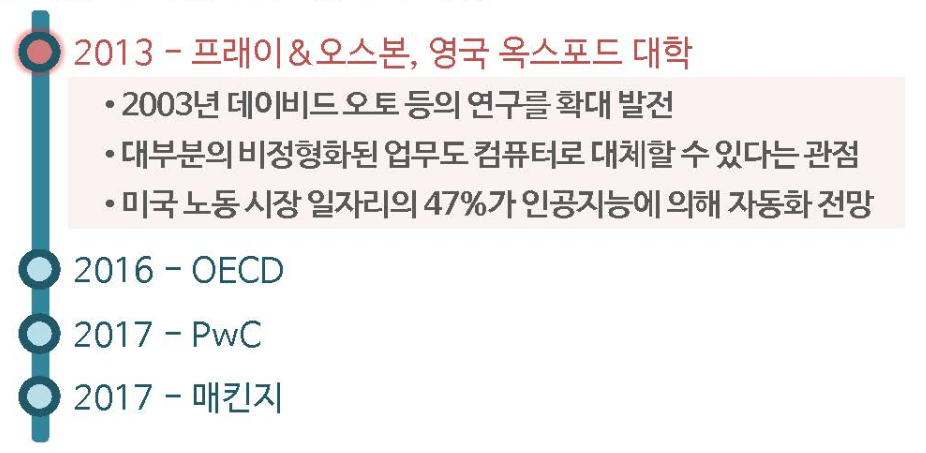 2013 – 프레이&오스본, 영국 옥스포드 대학
• 2003년 데이비드 오토 등의 연구를 확대 발전
• 대부분의 비정형화된 업무도 컴퓨터로 대체할 수 있다는 관점
• 미국 노동 시장 일자리의 47%가 인공지능에 의해 자동화 전망
2016 – OECD
2017 – PwC
2017 – 매킨지